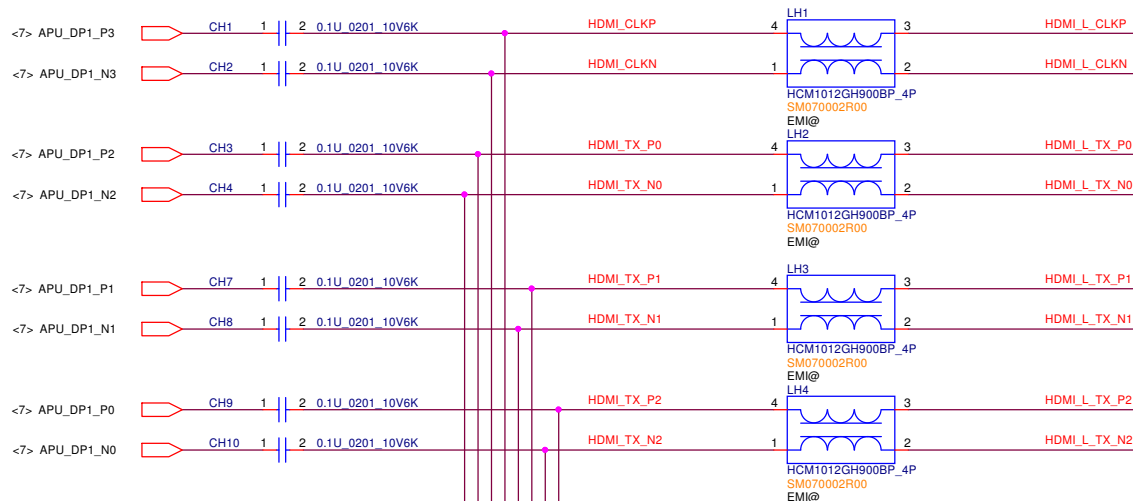 LH1
<7> APU_DP1_P3 CH1 1 2 0.1U_0201_10V6K HDMI_CLKP 4 3 HDMI_L_CLKP
<7> APU_DP1_N3 CH2 1 2 0.1U_0201_10V6K HDMI_CLKN 1 2 HDMI_L_CLKN
HCM1012GH900BP_4P
SM070002R00
EMI@
LH2
<7> APU_DP1_P2 CH3 1 2 0.1U_0201_10V6K HDMI_TX_P0 4 3 HDMI_L_TX_P0
<7> APU_DP1_N2 CH4 1 2 0.1U_0201_10V6K HDMI_TX_N0 1 2 HDMI_L_TX_N0
HCM1012GH900BP_4P
SM070002R00
EMI@
LH3
<7> APU_DP1_P1 CH7 1 2 0.1U_0201_10V6K HDMI_TX_P1 4 3 HDMI_L_TX_P1
<7> APU_DP1_N1 CH8 1 2 0.1U_0201_10V6K HDMI_TX_N1 1 2 HDMI_L_TX_N1
HCM1012GH900BP_4P
SM070002R00
EMI@
LH4
<7> APU_DP1_P0 CH9 1 2 0.1U_0201_10V6K HDMI_TX_P2 4 3 HDMI_L_TX_P2
<7> APU_DP1_N0 CH10 1 2 0.1U_0201_10V6K HDMI_TX_N2 1 2 HDMI_L_TX_N2
HCM1012GH900BP_4P
SM070002R00
EMI@